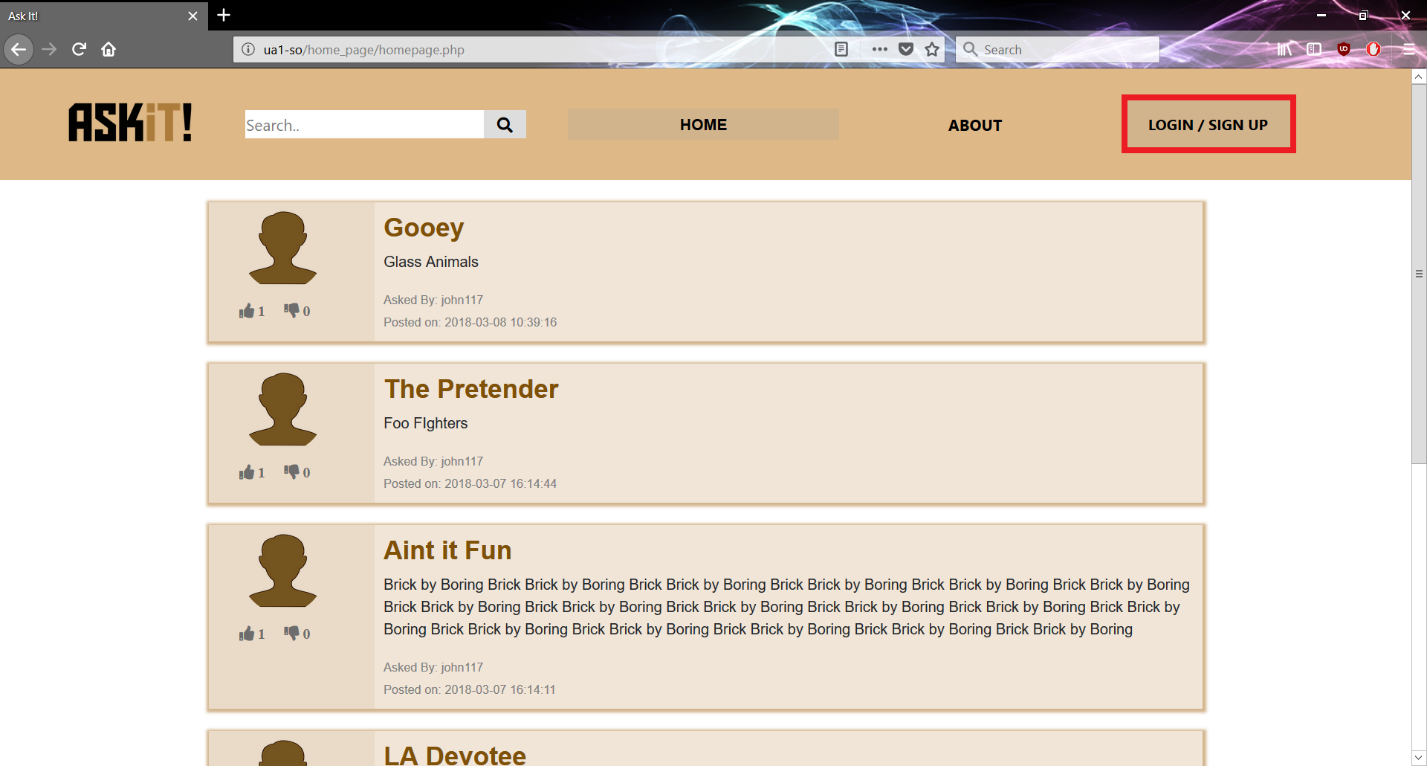 Ask It!
ua1-so/home_page/homepage.php
Search
ASKiT!
Search..
HOME
ABOUT
LOGIN / SIGN UP
Gooey
Glass Animals
Asked By: john117
Posted on: 2018-03-08 10:39:16
1 0
The Pretender
Foo FIghters
Asked By: john117
Posted on: 2018-03-07 16:14:44
1 0
Aint it Fun
Brick by Boring Brick Brick by Boring Brick Brick by Boring Brick Brick by Boring Brick Brick by Boring Brick Brick by Boring
Brick Brick by Boring Brick Brick by Boring Brick Brick by Boring Brick Brick by Boring Brick Brick by Boring Brick Brick by
Boring Brick Brick by Boring Brick Brick by Boring Brick Brick by Boring Brick Brick by Boring Brick Brick by Boring
Asked By: john117
Posted on: 2018-03-07 16:14:11
1 0
LA Devotee